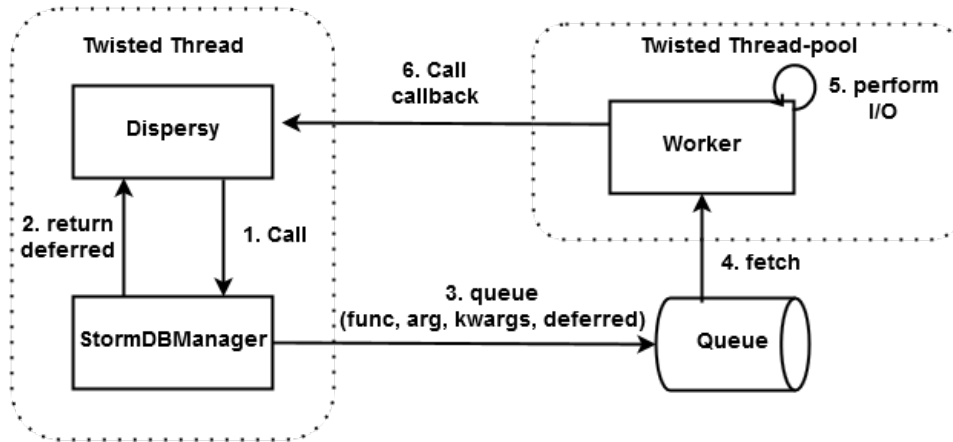 Twisted Thread
Dispersy
2. return
deferred
1. Call
StormDBManager
6. Call
callback
3. queue
(func, arg, kwargs, deferred)
Twisted Thread-pool
5. perform
I/O
Worker
4. fetch
Queue